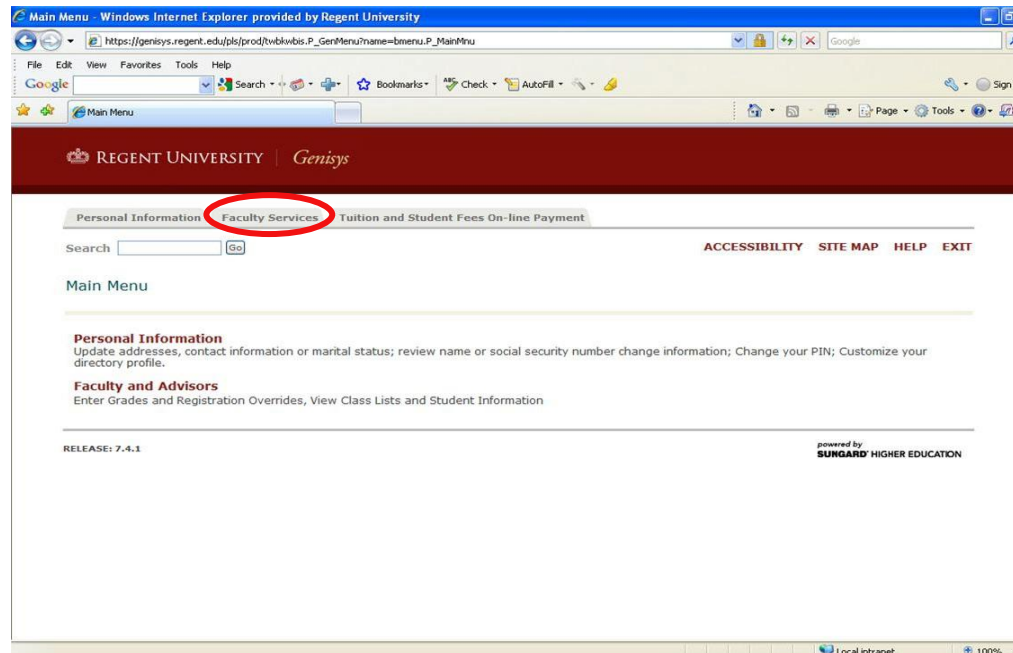 Main Menu - Windows Internet Explorer provided by Regent University
https://genisys.regent.edu/pls/prod/twbkwbis.P_GenMenu?name=bmenu.P_MainMnu
Google
File Edit View Favorites Tools Help
Google Search Bookmarks ABC Check AutoFill Sign
Main Menu Page Tools
REGENT UNIVERSITY | Genisys
Personal Information Faculty Services Tuition and Student Fees On-line Payment
Search Go ACCESSIBILITY SITE MAP HELP EXIT
Main Menu
Personal Information
Update addresses, contact information or marital status; review name or social security number change information; Change your PIN; Customize your
directory profile.
Faculty and Advisors
Enter Grades and Registration Overrides, View Class Lists and Student Information
RELEASE: 7.4.1
powered by
SUNGARD' HIGHER EDUCATION
Local intranet 100%